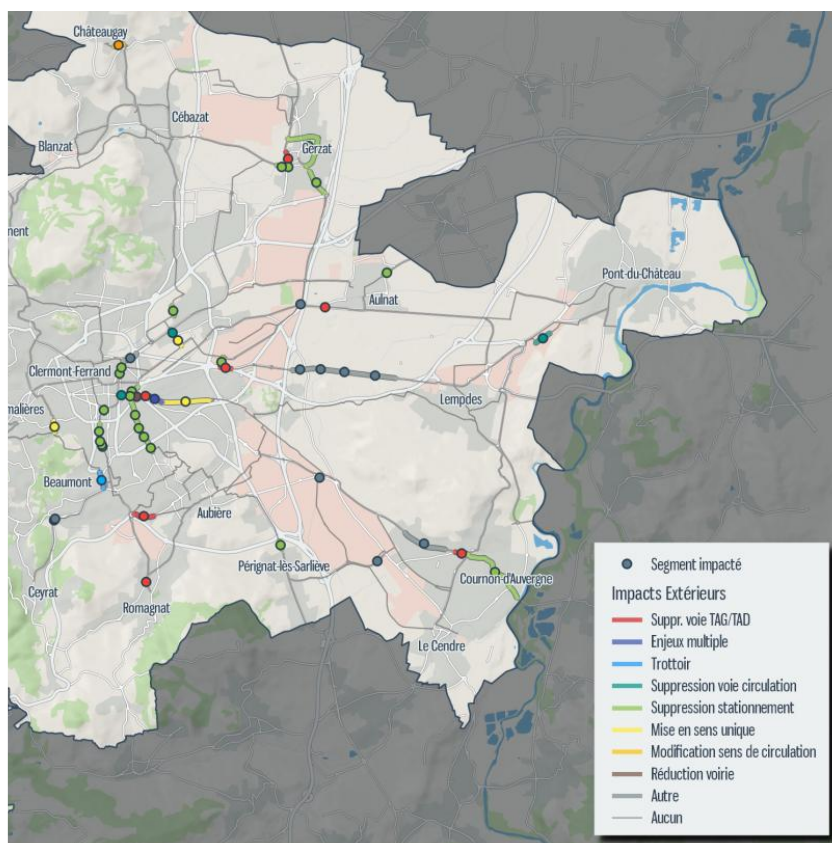 Châteaugay
Cébazat
Blanzat
Gerzat
ment
Pont-du-Château
Aulnat
Clermont-Ferrand
Lempdes
malières
Beaumont
Aubière
Pérignat-lès-Sarliève
Cournon-d'Auvergne
Ceyrat
Romagnat
Le Cendre
Segment impacté
Impacts Extérieurs
Suppr. voie TAG/TAD
Enjeux multiple
Trottoir
Suppression voie circulation
Suppression stationnement
Mise en sens unique
Modification sens de circulation
Réduction voirie
Autre
Aucun